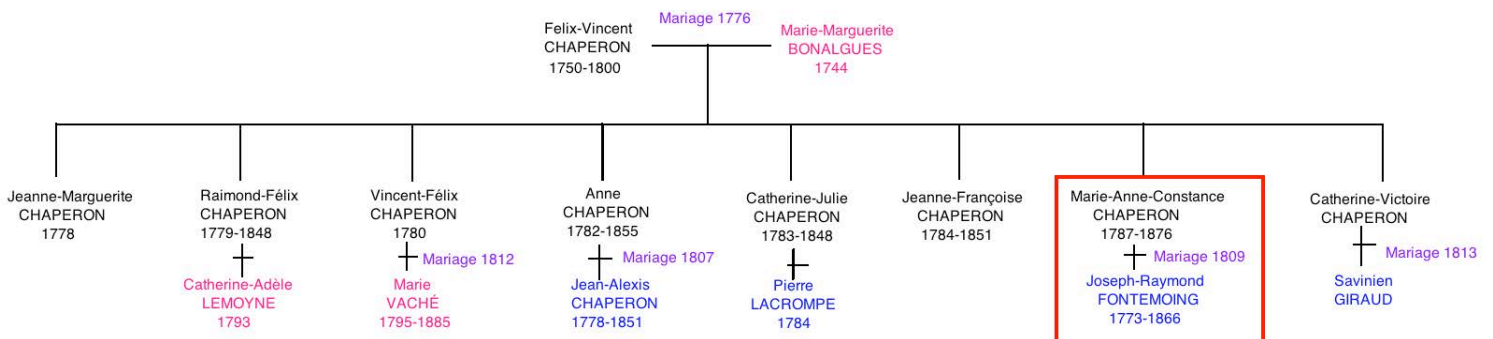 Mariage 1776
Felix-Vincent
CHAPERON
1750-1800
Marie-Marguerite
BONALGUES
1744
Jeanne-Marguerite
CHAPERON
1778
Raimond-Félix
CHAPERON
1779-1848
Catherine-Adèle
LEMOYNE
1793
Vincent-Félix
CHAPERON
1780
Mariage 1812
Marie
VACHÉ
1795-1885
Anne
CHAPERON
1782-1855
Mariage 1807
Jean-Alexis
CHAPERON
1778-1851
Catherine-Julie
CHAPERON
1783-1848
Pierre
LACROMPE
1784
Jeanne-Françoise
CHAPERON
1784-1851
Marie-Anne-Constance
CHAPERON
1787-1876
Mariage 1809
Joseph-Raymond
FONTEMOING
1773-1866
Catherine-Victoire
CHAPERON
Mariage 1813
Savinien
GIRAUD